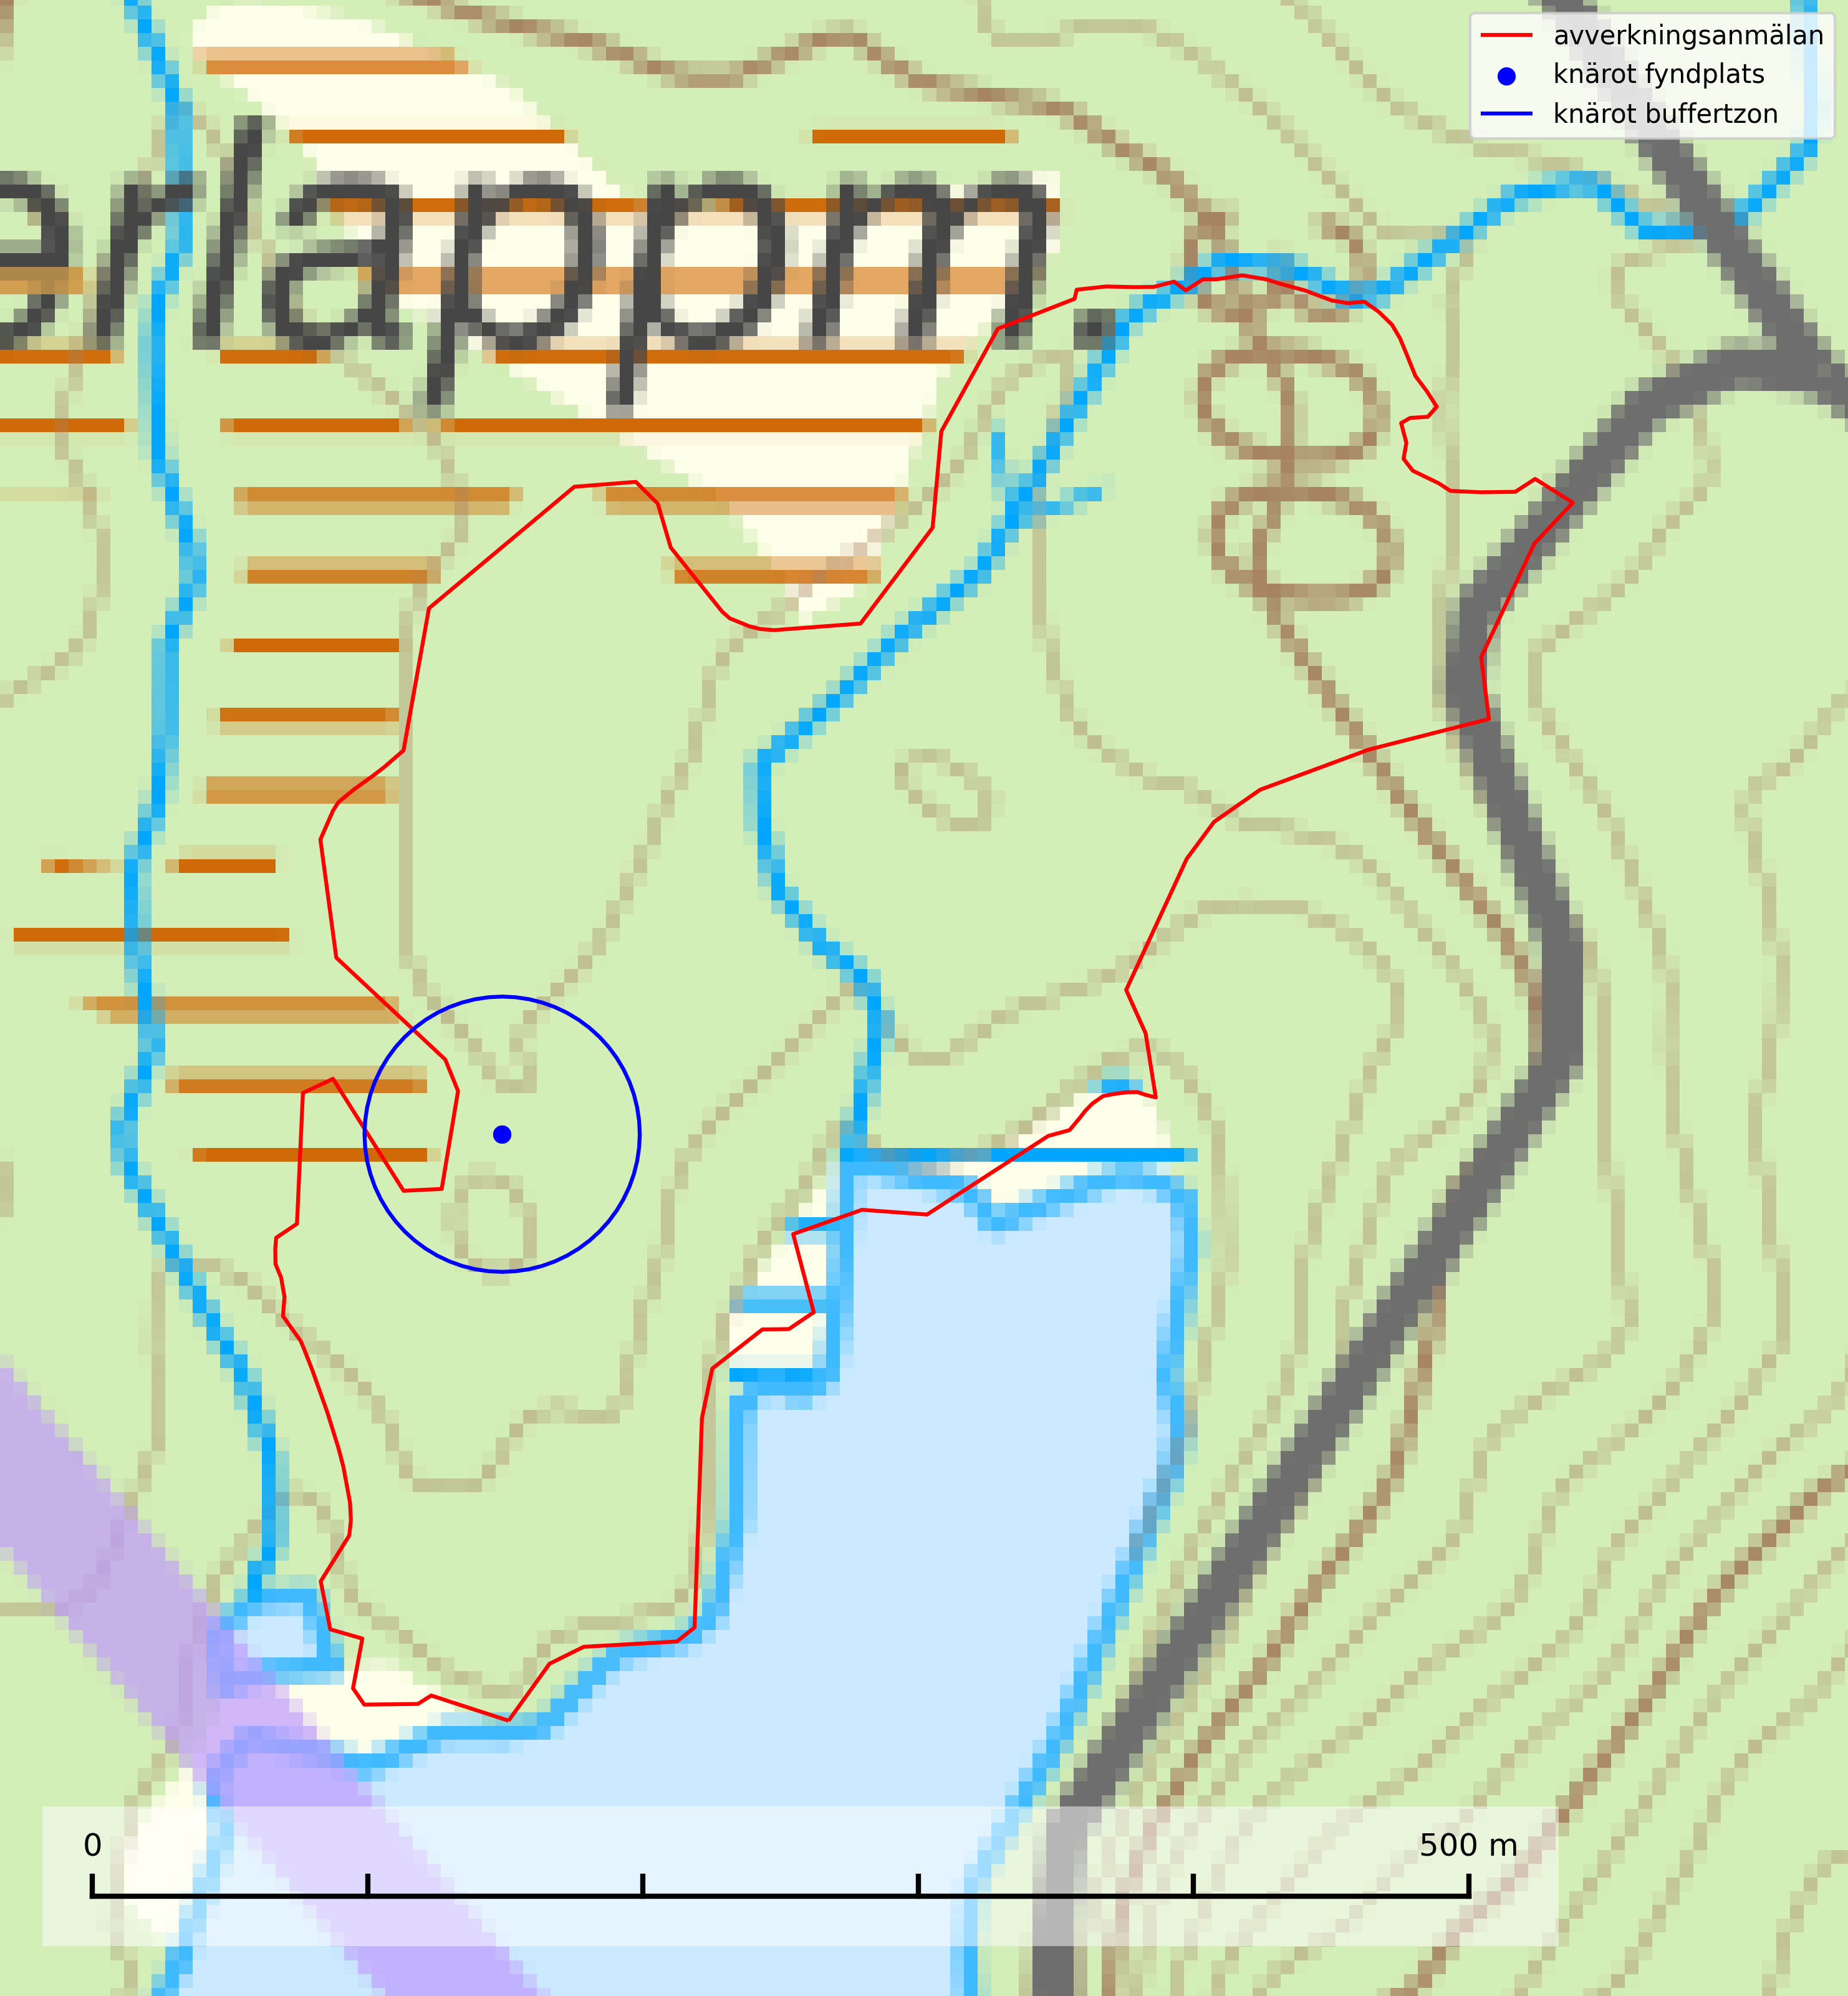 avverkningsanmälan
knärot fyndplats
knärot buffertzon
erlappm.
0 500 m